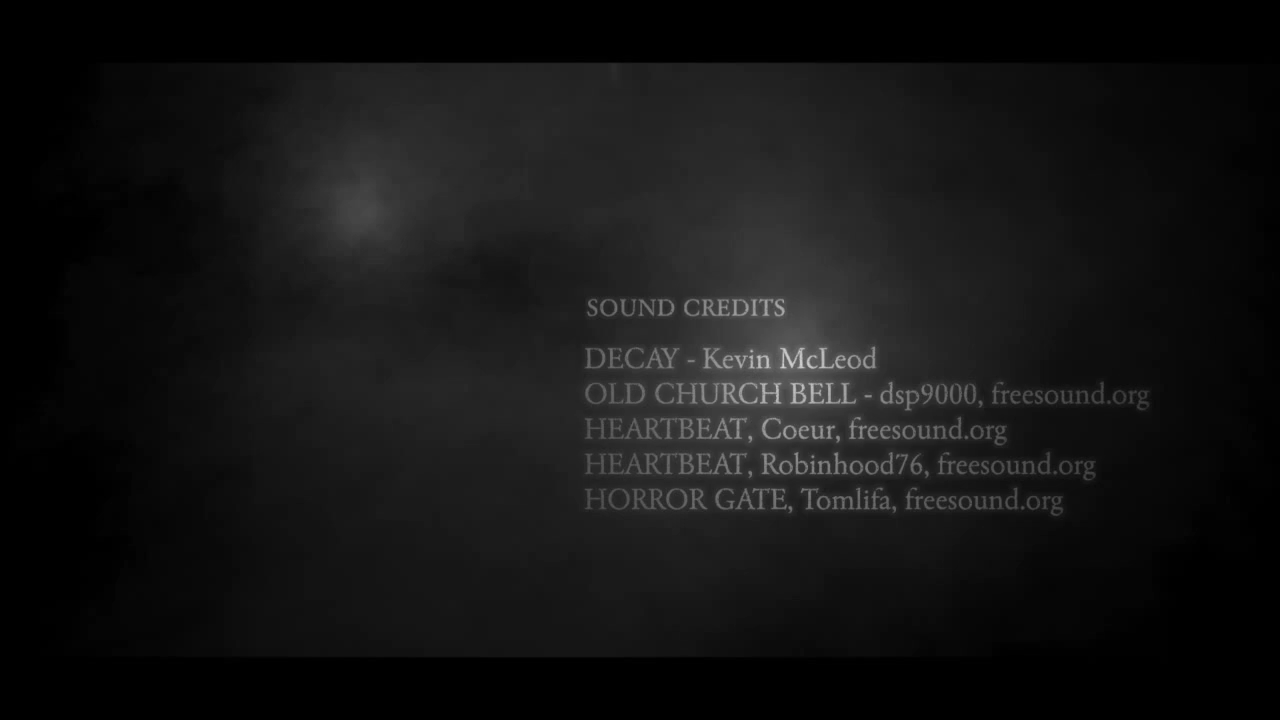 SOUND CREDITS
DECAY - Kevin McLeod
OLD CHURCH BELL - dsp9000, freesound.org
HEARTBEAT, Coeur, freesound.org
HEARTBEAT, Robinhood76, freesound.org
HORROR GATE, Tomlifa, freesound.org